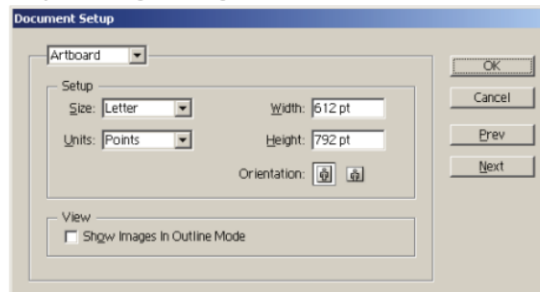 Document Setup
Artboard
OK
Setup
Cancel
Size: Letter
Width: 612 pt
Units: Points
Height: 792 pt
Prev
Orientation:
Next
View
Show Images In Outline Mode